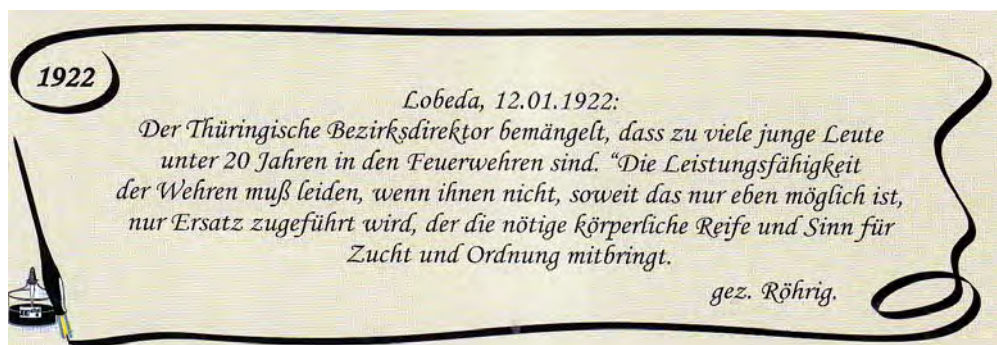 1922
Lobeda, 12.01.1922:
Der Thüringische Bezirksdirektor bemängelt, dass zu viele junge Leute
unter 20 Jahren in den Feuerwehren sind. “Die Leistungsfähigkeit
der Wehren muß leiden, wenn ihnen nicht, soweit das nur eben möglich ist,
nur Ersatz zugeführt wird, der die nötige körperliche Reife und Sinn für
Zucht und Ordnung mitbringt.
gez. Röhrig.